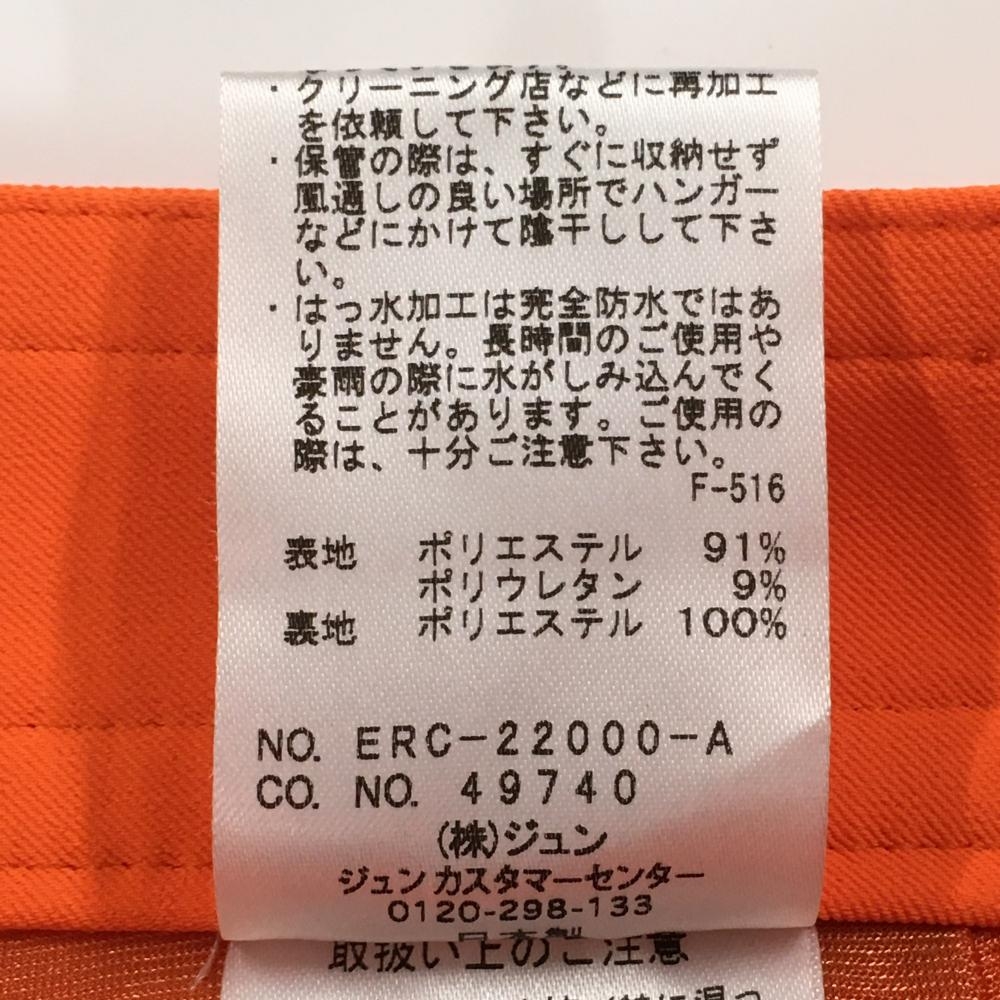 ・クリーニング店などに再加工
を依頼して下さい。
・保管の際は、すぐに収納せず
風通しの良い場所でハンガー
などにかけて陰干しして下さ
い。
・はっ水加工は完全防水ではあ
りません。長時間のご使用や
豪雨の際に水がしみ込んでく
ることがあります。ご使用の
際は、十分ご注意下さい。
F-516
表地 ポリエステル 91%
ポリウレタン 9%
裏地 ポリエステル 100%
NO. ERC-22000-A
CO. NO. 49740
(株)ジュン
ジュンカスタマーセンター
0120-298-133
取扱い上のご注意